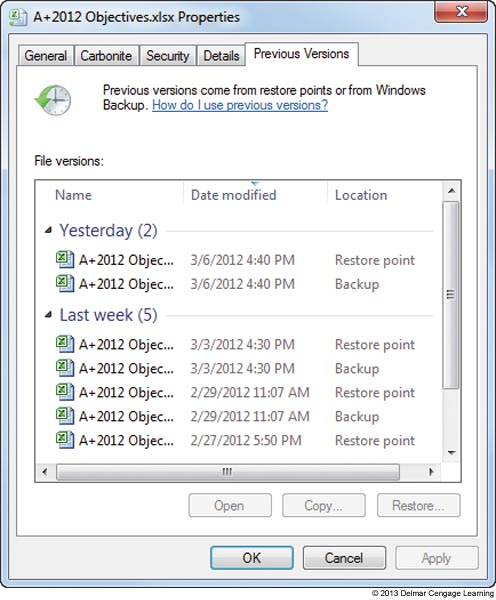 A+2012 Objectives.xlsx Properties
General Carbonite Security Details Previous Versions
Previous versions come from restore points or from Windows
Backup. How do I use previous versions?
File versions:
Name Date modified Location
Yesterday (2)
A+2012 Objec... 3/6/2012 4:40 PM Restore point
A+2012 Objec... 3/6/2012 4:40 PM Backup
Last week (5)
A+2012 Objec... 3/3/2012 4:30 PM Restore point
A+2012 Objec... 3/3/2012 4:30 PM Backup
A+2012 Objec... 2/29/2012 11:07 AM Restore point
A+2012 Objec... 2/29/2012 11:07 AM Backup
A+2012 Objec... 2/27/2012 5:50 PM Restore point
Open Copy... Restore...
OK Cancel Apply
© 2013 Delmar Cengage Learning